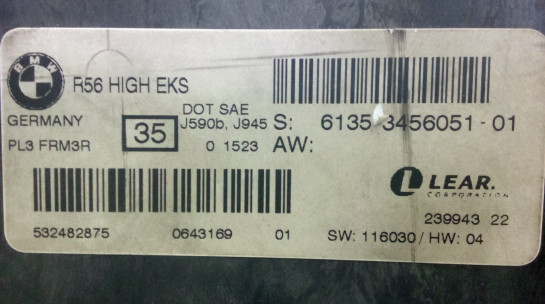 BMW
R56 HIGH EKS
GERMANY
PL3 FRM3R
35
DOT SAE
J590b, J945
0 1523
S: 6135 3456051-01
AW:
LEAR.
CORPORATION
239943 22
532482875 0643169 01
SW: 116030 / HW: 04